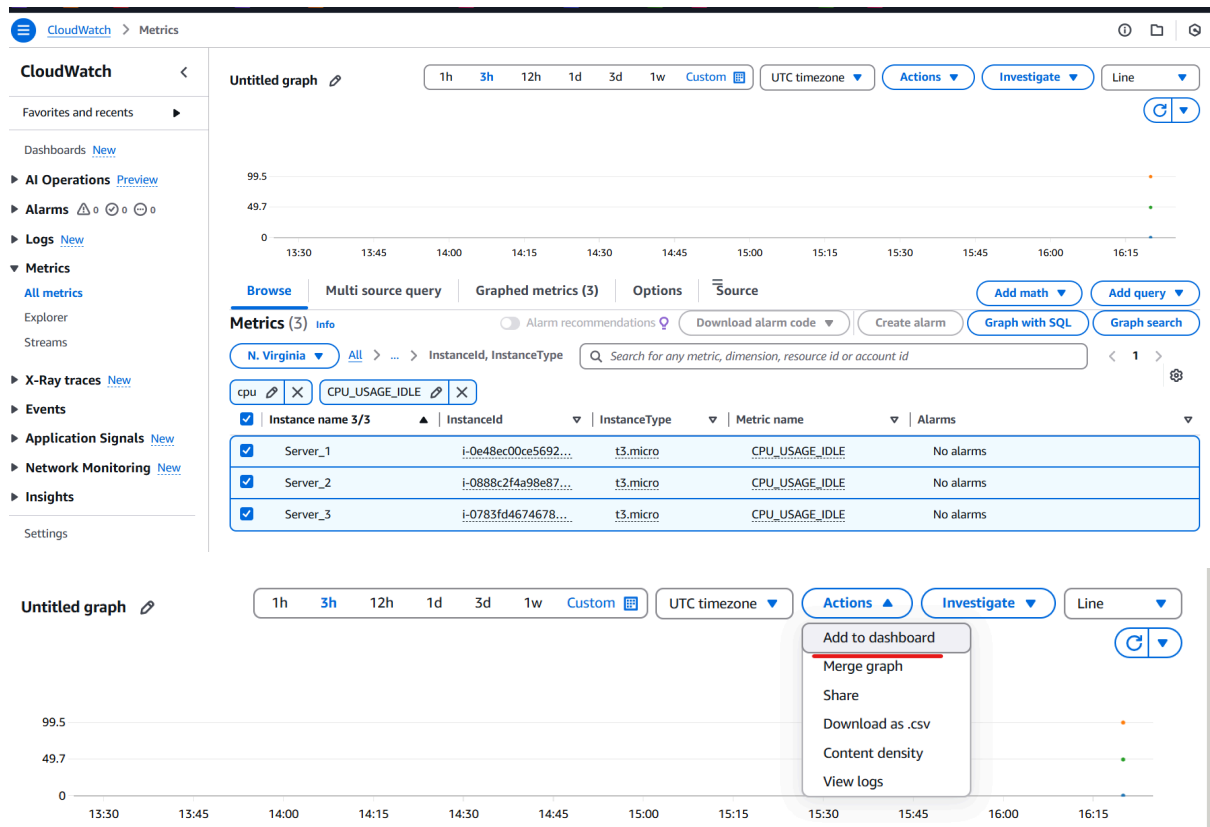 CloudWatch > Metrics
CloudWatch
Untitled graph
1h 3h 12h 1d 3d 1w Custom
UTC timezone
Actions
Investigate
Line
Favorites and recents
Dashboards New
AI Operations Preview
Alarms 0 0 0
Logs New
Metrics
All metrics
Explorer
Streams
X-Ray traces New
Events
Application Signals New
Network Monitoring New
Insights
Settings
99.5
49.7
0
13:30 13:45 14:00 14:15 14:30 14:45 15:00 15:15 15:30 15:45 16:00 16:15
Browse Multi source query Graphed metrics (3) Options Source
Add math Add query
Metrics (3) Info
Alarm recommendations Download alarm code Create alarm Graph with SQL Graph search
N. Virginia All > ... > InstanceId, InstanceType
Search for any metric, dimension, resource id or account id
< 1 >
cpu CPU_USAGE_IDLE
Instance name 3/3 InstanceId InstanceType Metric name Alarms
Server_1 i-0e48ec00ce5692... t3.micro CPU_USAGE_IDLE No alarms
Server_2 i-0888c2f4a98e87... t3.micro CPU_USAGE_IDLE No alarms
Server_3 i-0783fd4674678... t3.micro CPU_USAGE_IDLE No alarms
Untitled graph
1h 3h 12h 1d 3d 1w Custom
UTC timezone
Actions
Investigate
Line
Add to dashboard
Merge graph
Share
Download as .csv
Content density
View logs
99.5
49.7
0
13:30 13:45 14:00 14:15 14:30 14:45 15:00 15:15 15:30 15:45 16:00 16:15